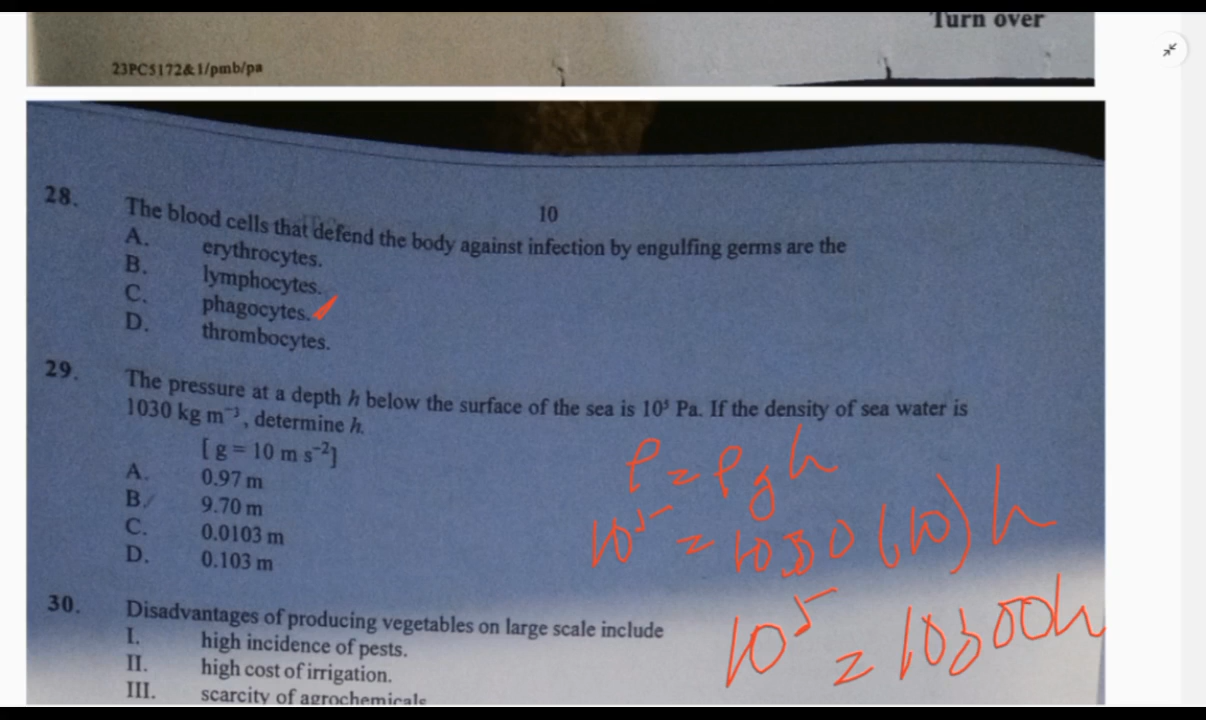 Turn over
23PC5172&1/pmb/pa
10
28. The blood cells that defend the body against infection by engulfing germs are the
A. erythrocytes.
B. lymphocytes.
C. phagocytes.
D. thrombocytes.
29. The pressure at a depth h below the surface of the sea is 10⁵ Pa. If the density of sea water is
1030 kg m⁻³, determine h.
[ g = 10 m s⁻²]
A. 0.97 m
B. 9.70 m
C. 0.0103 m
D. 0.103 m
P = ρgh
10⁵ = 1030(10)h
10⁵ = 10300h
30. Disadvantages of producing vegetables on large scale include
I. high incidence of pests.
II. high cost of irrigation.
III. scarcity of agrochemicals